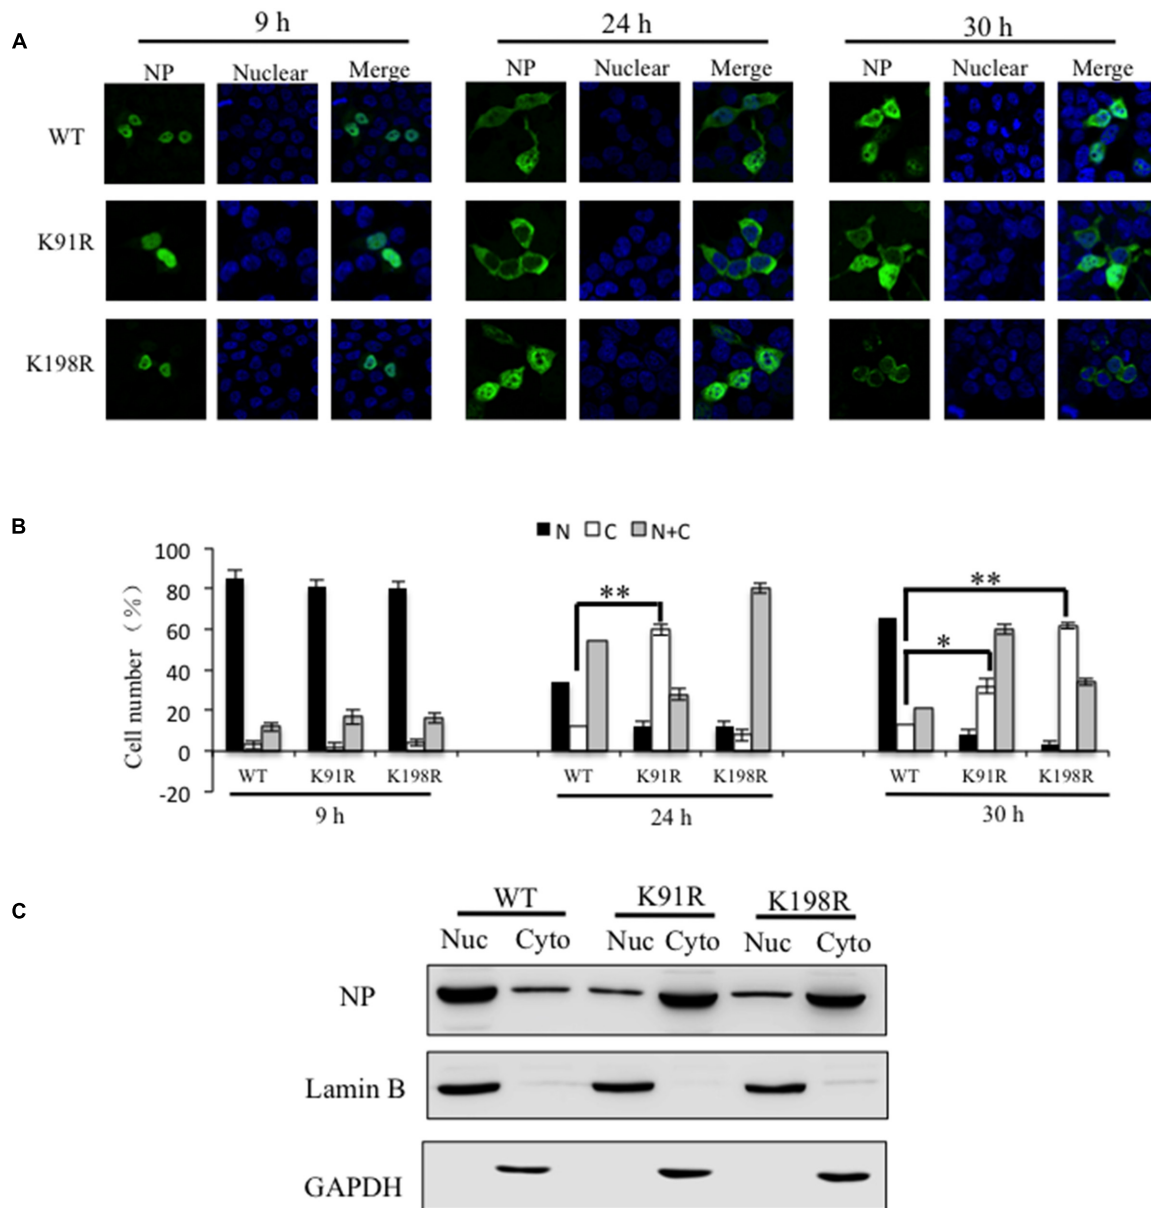 A
9 h 24 h 30 h
NP Nuclear Merge NP Nuclear Merge NP Nuclear Merge
WT
K91R
K198R
B
N C N+C
Cell number （%）
100
80
60
40
20
0
-20
** ** *
WT K91R K198R WT K91R K198R WT K91R K198R
9 h 24 h 30 h
C
WT K91R K198R
Nuc Cyto Nuc Cyto Nuc Cyto
NP
Lamin B
GAPDH